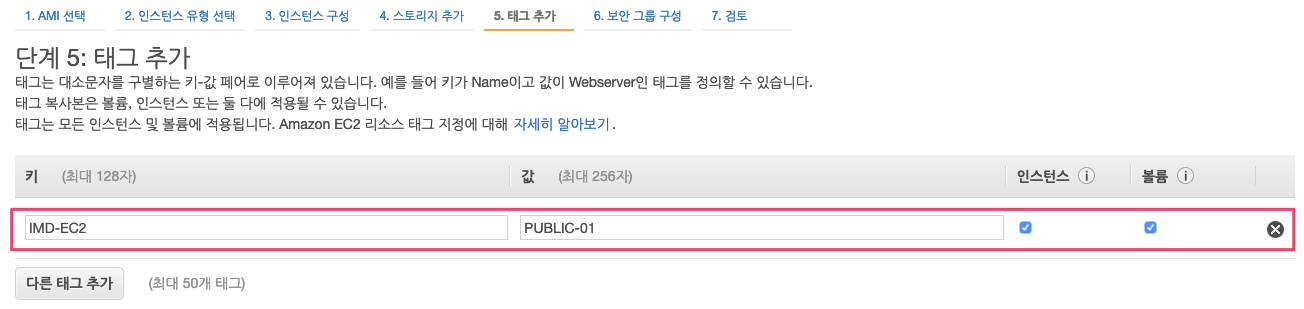 1. AMI 선택 2. 인스턴스 유형 선택 3. 인스턴스 구성 4. 스토리지 추가 5. 태그 추가 6. 보안 그룹 구성 7. 검토
단계 5: 태그 추가
태그는 대소문자를 구별하는 키-값 페어로 이루어져 있습니다. 예를 들어 키가 Name이고 값이 Webserver인 태그를 정의할 수 있습니다.
태그 복사본은 볼륨, 인스턴스 또는 둘 다에 적용될 수 있습니다.
태그는 모든 인스턴스 및 볼륨에 적용됩니다. Amazon EC2 리소스 태그 지정에 대해 자세히 알아보기.
키 (최대 128자) 값 (최대 256자) 인스턴스 볼륨
IMD-EC2 PUBLIC-01
다른 태그 추가 (최대 50개 태그)